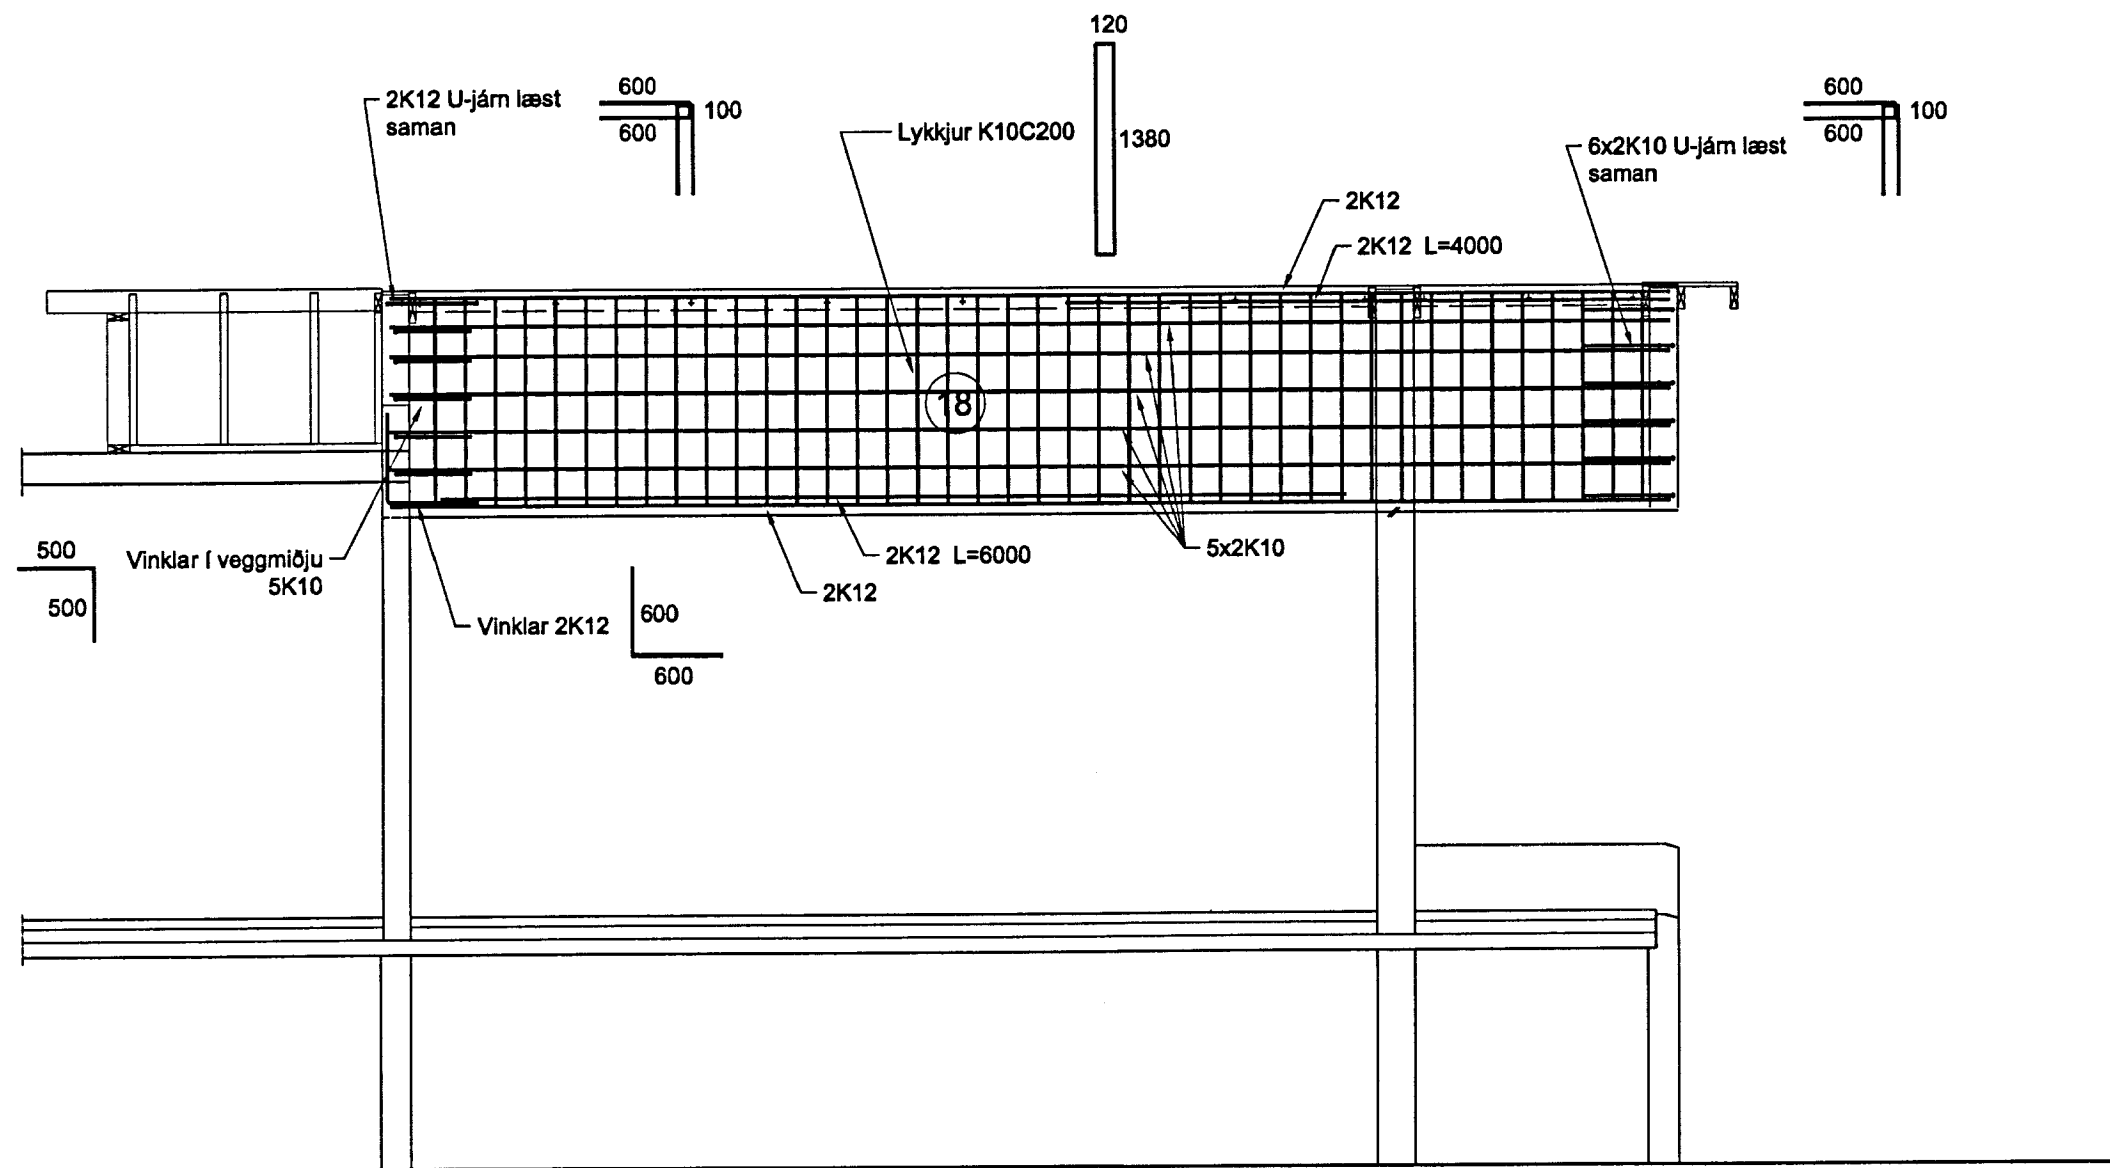 120
2K12 U-járn læst
saman
600
100
600
Lykkjur K10C200
1380
600
100
600
6x2K10 U-járn læst
saman
2K12
2K12 L=4000
18
500
500
Vinklar í veggmiðju
5K10
Vinklar 2K12
600
600
2K12 L=6000
2K12
5x2K10